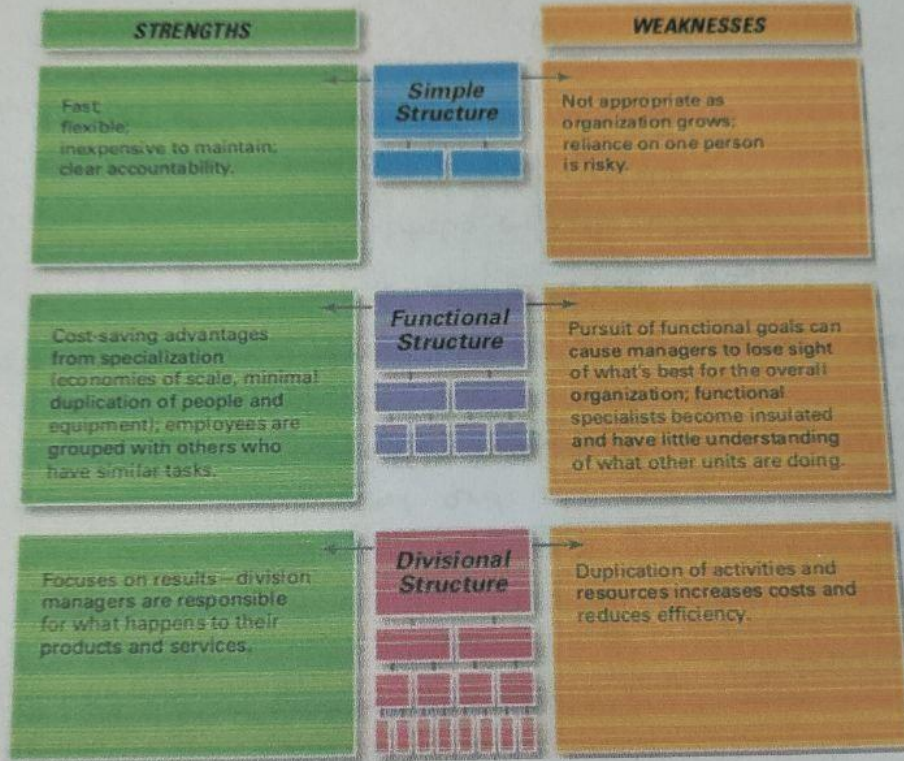 STRENGTHS
WEAKNESSES
Fast;
flexible;
inexpensive to maintain;
clear accountability.
Simple
Structure
Not appropriate as
organization grows;
reliance on one person
is risky.
Cost-saving advantages
from specialization
(economies of scale, minimal
duplication of people and
equipment); employees are
grouped with others who
have similar tasks.
Functional
Structure
Pursuit of functional goals can
cause managers to lose sight
of what's best for the overall
organization; functional
specialists become insulated
and have little understanding
of what other units are doing.
Focuses on results—division
managers are responsible
for what happens to their
products and services.
Divisional
Structure
Duplication of activities and
resources increases costs and
reduces efficiency.